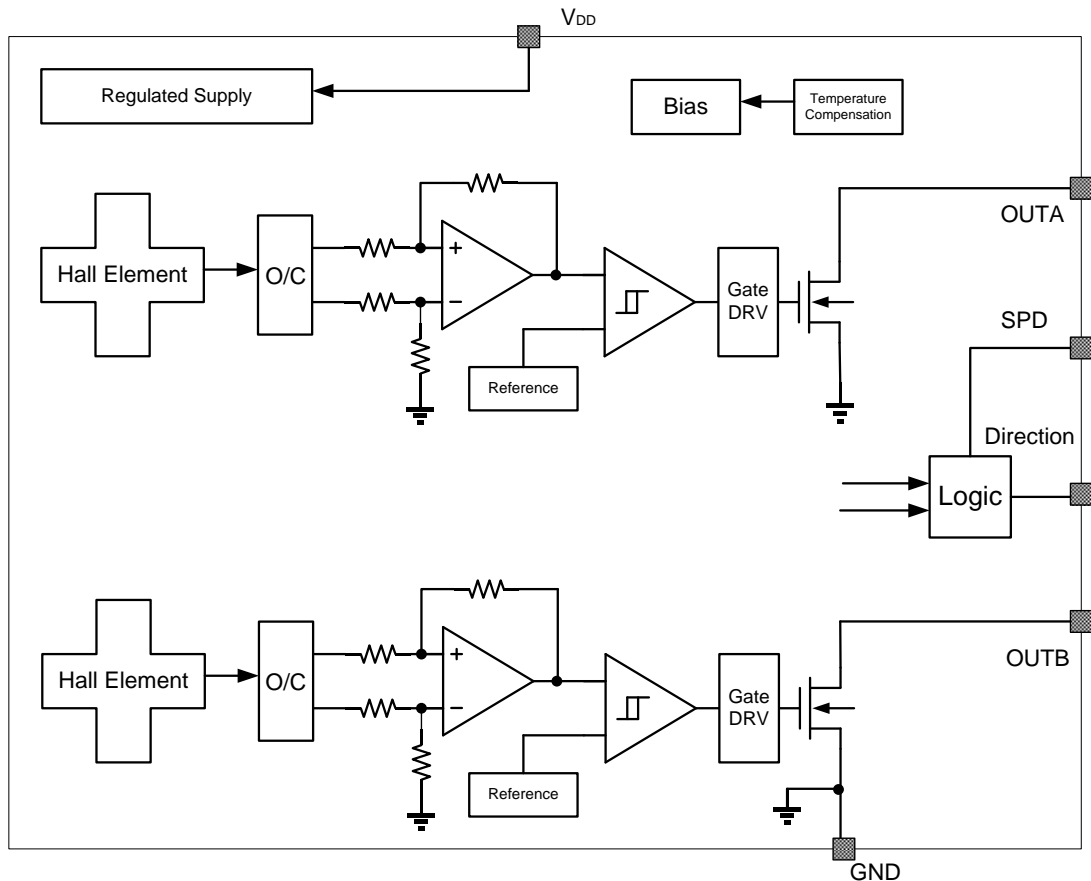 VDD
Regulated Supply
Bias
Temperature
Compensation
OUTA
Hall Element
O/C
+
−
Gate
DRV
Reference
SPD
Direction
Logic
Hall Element
O/C
+
−
Gate
DRV
OUTB
Reference
GND